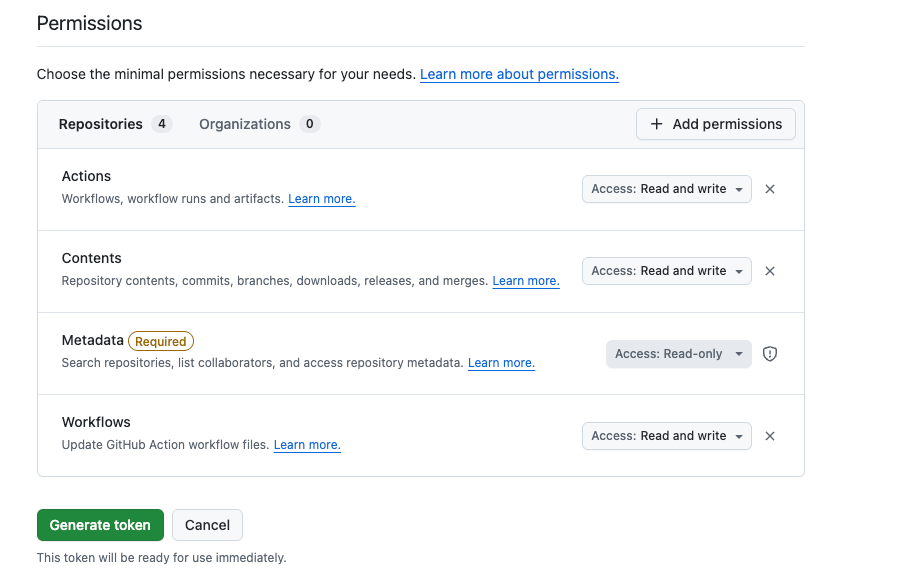 Permissions
Choose the minimal permissions necessary for your needs. Learn more about permissions.
Repositories 4 Organizations 0 + Add permissions
Actions
Workflows, workflow runs and artifacts. Learn more.
Access: Read and write
Contents
Repository contents, commits, branches, downloads, releases, and merges. Learn more.
Access: Read and write
Metadata Required
Search repositories, list collaborators, and access repository metadata. Learn more.
Access: Read-only
Workflows
Update GitHub Action workflow files. Learn more.
Access: Read and write
Generate token Cancel
This token will be ready for use immediately.